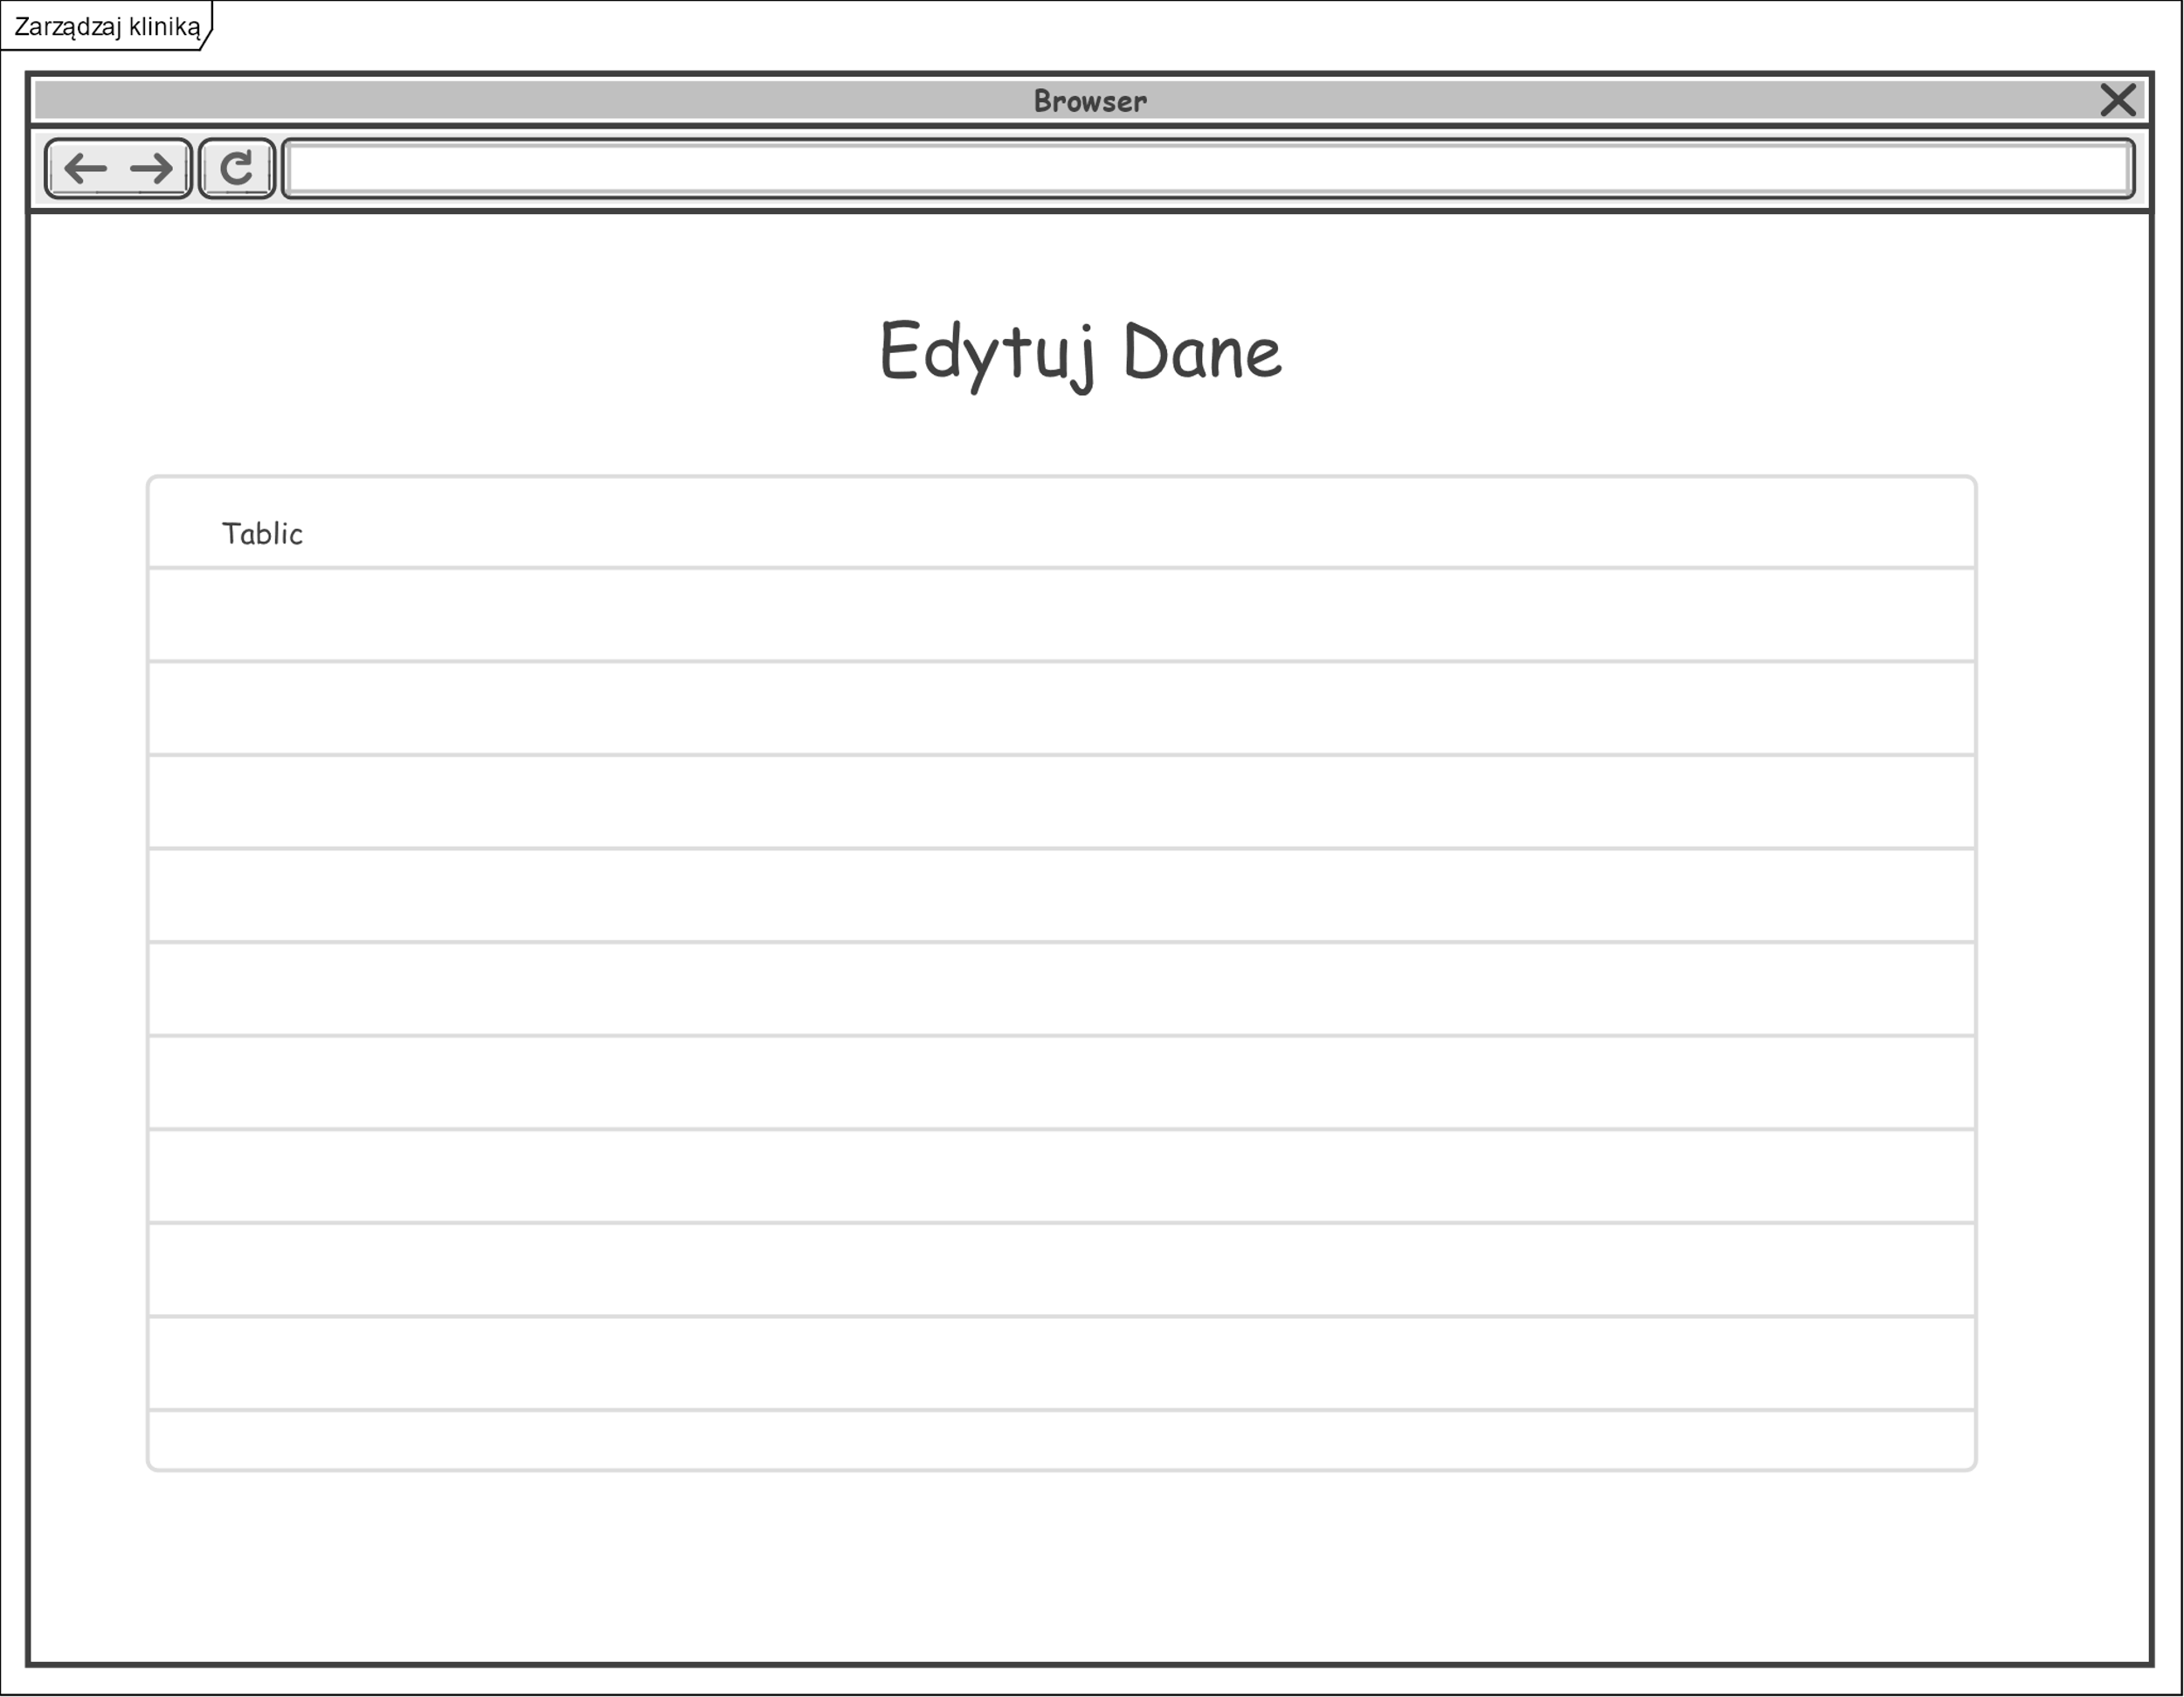 Zarządzaj kliniką
Browser
Edytuj Dane
Tablic